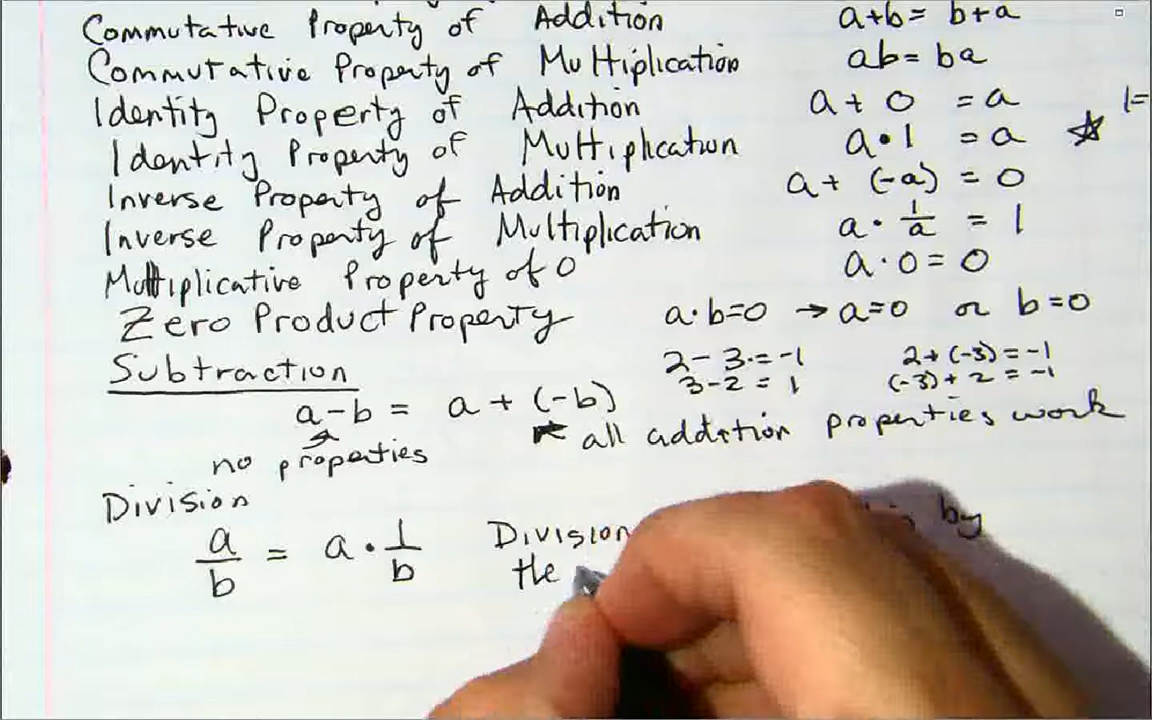 Commutative Property of Addition a+b= b+a
Commutative Property of Multiplication ab= ba
Identity Property of Addition a + 0 = a 1=
Identity Property of Multiplication a•1 = a ☆
Inverse Property of Addition a+ (-a) = 0
Inverse Property of Multiplication a · 1/a = 1
Multiplicative Property of 0 a·0=0
Zero Product Property a·b=0 → a=0 or b=0
Subtraction 2-3=-1 2+(-3)=-1
3-2=1 (-3)+2=-1
a-b = a+(-b)
no properties all addition properties work
Division
a/b = a · 1/b Division by
the